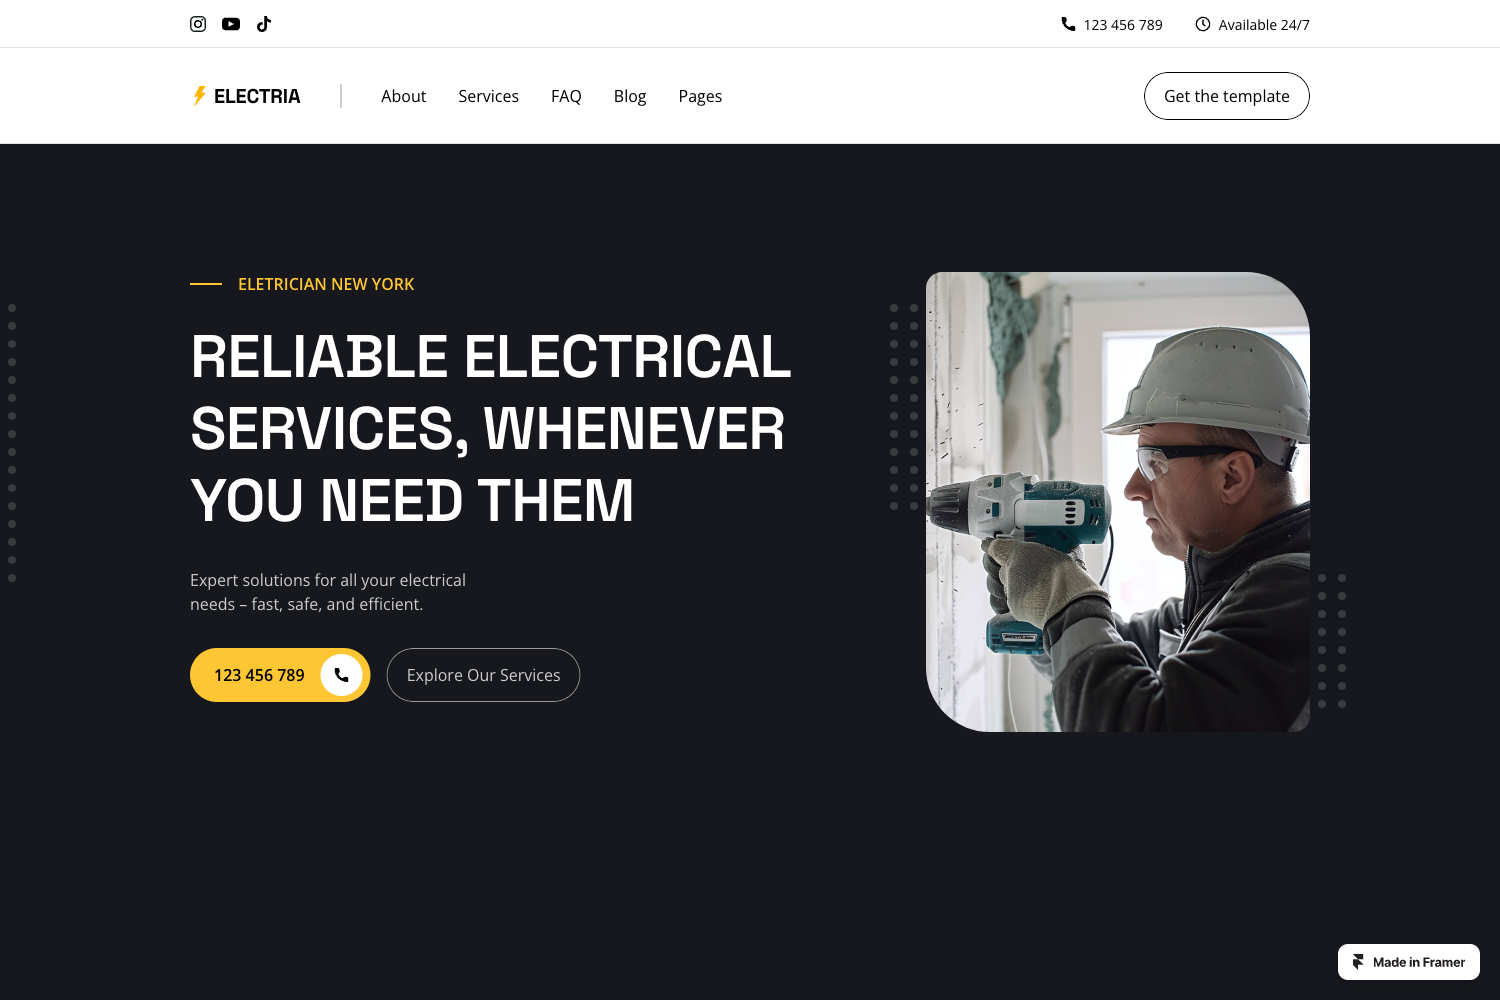 123 456 789
Available 24/7
ELECTRIA
About
Services
FAQ
Blog
Pages
Get the template
ELETRICIAN NEW YORK
RELIABLE ELECTRICAL
SERVICES, WHENEVER
YOU NEED THEM
Expert solutions for all your electrical
needs – fast, safe, and efficient.
123 456 789
Explore Our Services
Made in Framer